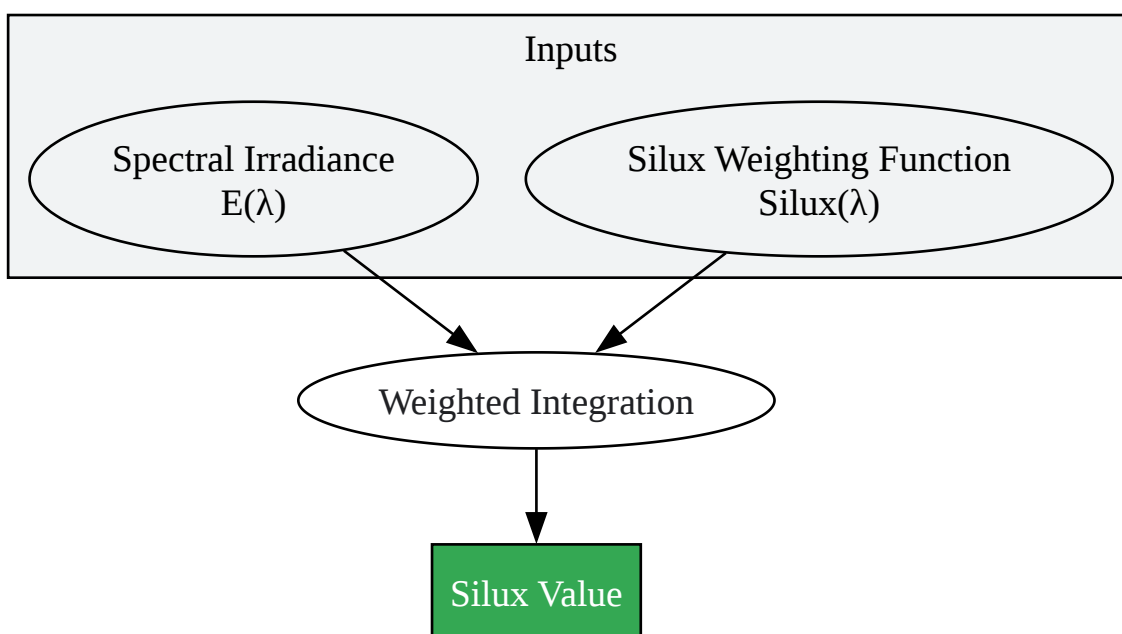 Inputs
Spectral Irradiance
E(λ)
Silux Weighting Function
Silux(λ)
Weighted Integration
Silux Value